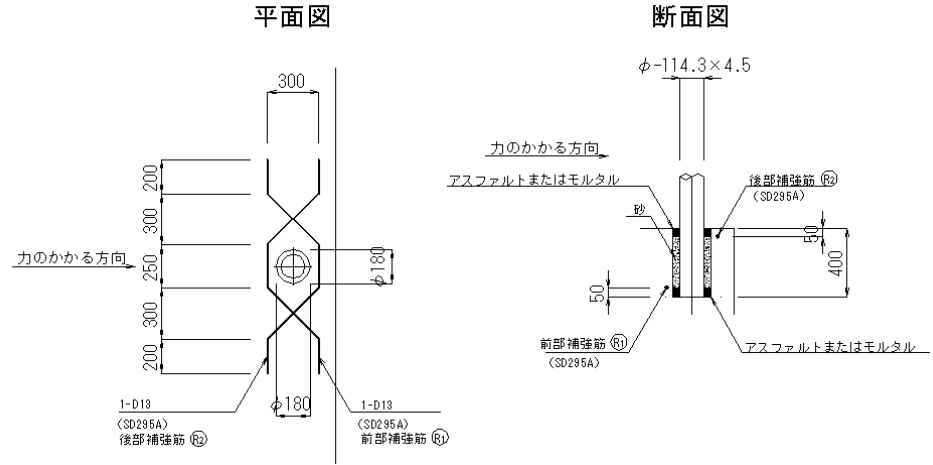 平面図
300
200
300
250
300
200
力のかかる方向
φ180
φ180
1-D13
(SD295A)
後部補強筋 R2
1-D13
(SD295A)
前部補強筋 R1
断面図
φ-114.3×4.5
力のかかる方向
アスファルトまたはモルタル
後部補強筋 R2
(SD295A)
砂
50
400
50
前部補強筋 R1
(SD295A)
アスファルトまたはモルタル